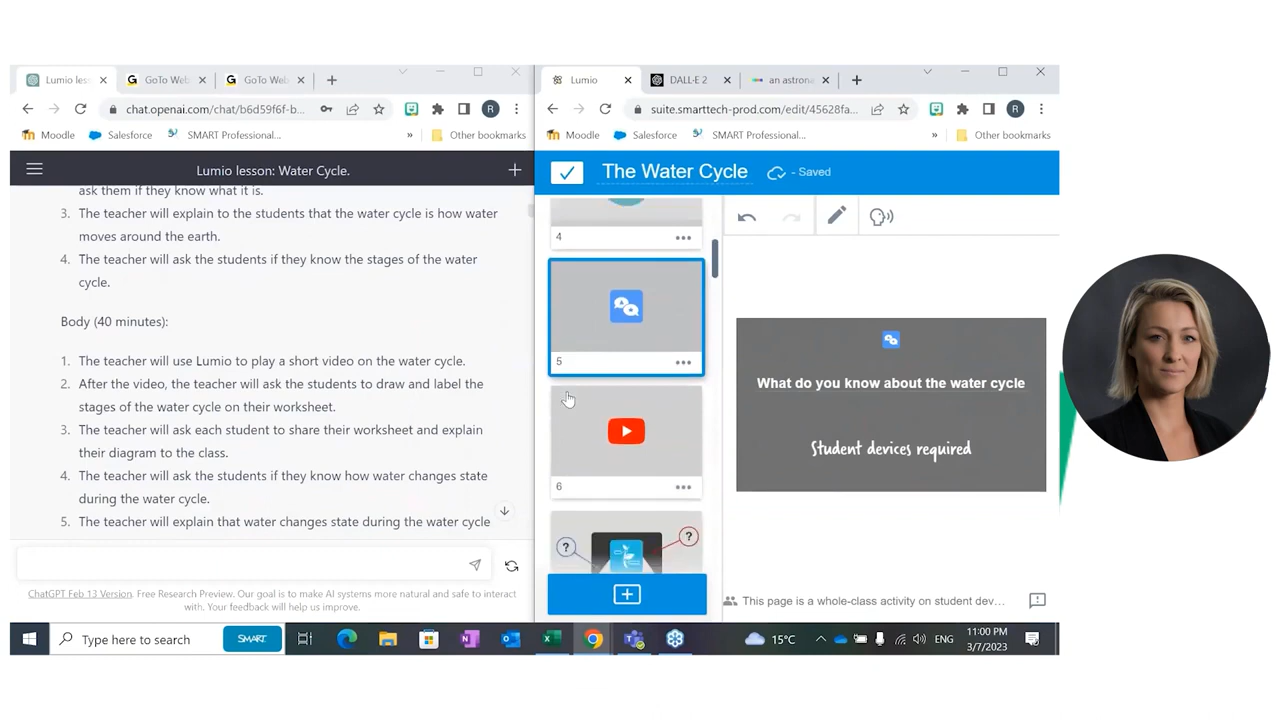 Lumio les
GoTo Web
GoTo Web
chat.openai.com/chat/b6d59f6f-b...
R
Moodle
Salesforce
SMART Professional...
»
Other bookmarks
Lumio lesson: Water Cycle.
ask them if they know what it is.
3. The teacher will explain to the students that the water cycle is how water
moves around the earth.
4. The teacher will ask the students if they know the stages of the water
cycle.
Body (40 minutes):
1. The teacher will use Lumio to play a short video on the water cycle.
2. After the video, the teacher will ask the students to draw and label the
stages of the water cycle on their worksheet.
3. The teacher will ask each student to share their worksheet and explain
their diagram to the class.
4. The teacher will ask the students if they know how water changes state
during the water cycle.
5. The teacher will explain that water changes state during the water cycle
ChatGPT Feb 13 Version. Free Research Preview. Our goal is to make AI systems more natural and safe to interact
with. Your feedback will help us improve.
Lumio
DALL·E 2
an astron
suite.smarttech-prod.com/edit/45628fa...
R
Moodle
Salesforce
SMART Professional...
»
Other bookmarks
The Water Cycle
- Saved
4
5
6
?
?
What do you know about the water cycle
Student devices required
This page is a whole-class activity on student dev...
Type here to search
SMART
15°C
ENG
11:00 PM
3/7/2023